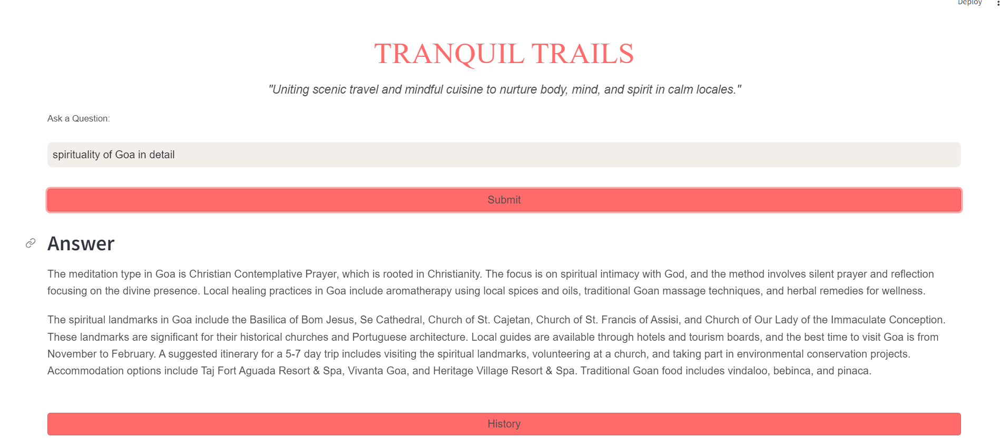 Deploy
TRANQUIL TRAILS
"Uniting scenic travel and mindful cuisine to nurture body, mind, and spirit in calm locales."
Ask a Question:
spirituality of Goa in detail
Submit
Answer
The meditation type in Goa is Christian Contemplative Prayer, which is rooted in Christianity. The focus is on spiritual intimacy with God, and the method involves silent prayer and reflection
focusing on the divine presence. Local healing practices in Goa include aromatherapy using local spices and oils, traditional Goan massage techniques, and herbal remedies for wellness.
The spiritual landmarks in Goa include the Basilica of Bom Jesus, Se Cathedral, Church of St. Cajetan, Church of St. Francis of Assisi, and Church of Our Lady of the Immaculate Conception.
These landmarks are significant for their historical churches and Portuguese architecture. Local guides are available through hotels and tourism boards, and the best time to visit Goa is from
November to February. A suggested itinerary for a 5-7 day trip includes visiting the spiritual landmarks, volunteering at a church, and taking part in environmental conservation projects.
Accommodation options include Taj Fort Aguada Resort & Spa, Vivanta Goa, and Heritage Village Resort & Spa. Traditional Goan food includes vindaloo, bebinca, and pinaca.
History